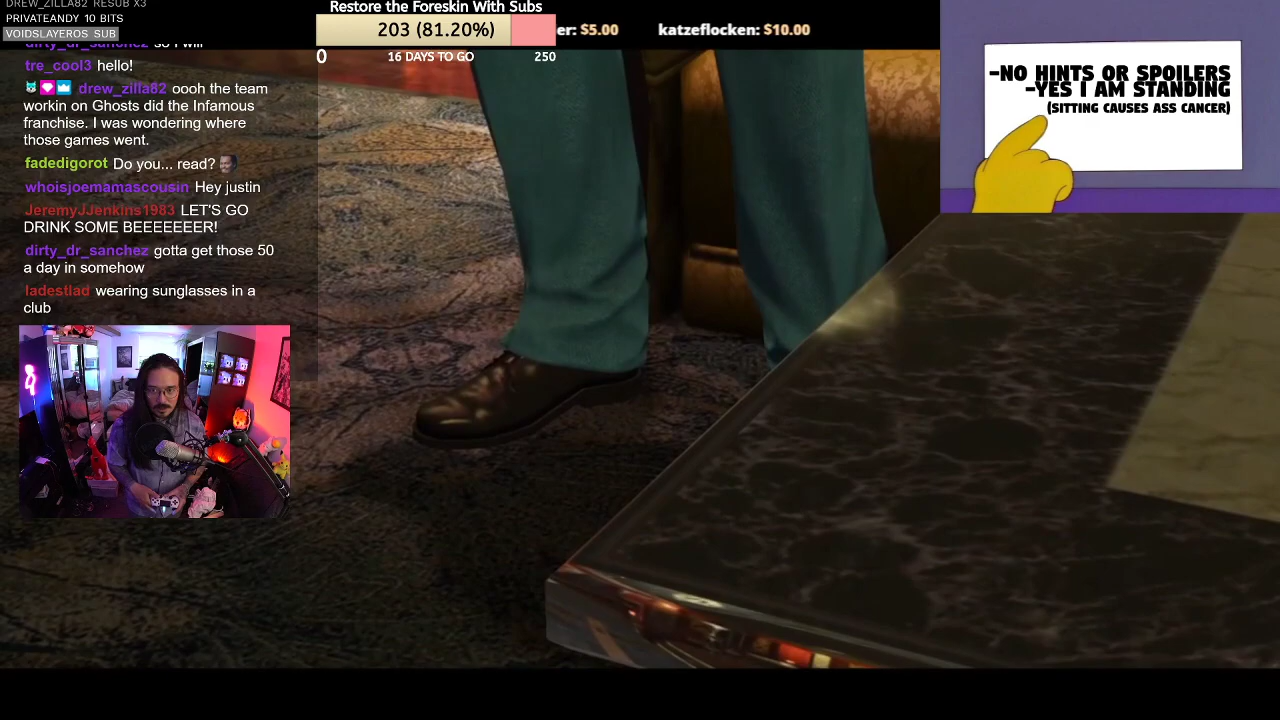 DREW_ZILLA82 RESUB X3
PRIVATEANDY 10 BITS
VOIDSLAYEROS SUB
Restore the Foreskin With Subs
203 (81.20%)
0 16 DAYS TO GO 250
er: $5.00 katzeflocken: $10.00
-NO HINTS OR SPOILERS
-YES I AM STANDING
(SITTING CAUSES ASS CANCER)
dirty_dr_sanchez so i will
tre_cool3 hello!
drew_zilla82 oooh the team
workin on Ghosts did the Infamous
franchise. I was wondering where
those games went.
fadedigorot Do you... read?
whoisjoemamascousin Hey justin
JeremyJJenkins1983 LET'S GO
DRINK SOME BEEEEEEER!
dirty_dr_sanchez gotta get those 50
a day in somehow
ladestlad wearing sunglasses in a
club